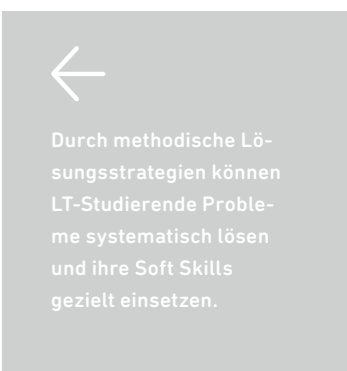 Durch methodische Lö-
sungsstrategien können
LT-Studierende Proble-
me systematisch lösen
und ihre Soft Skills
gezielt einsetzen.